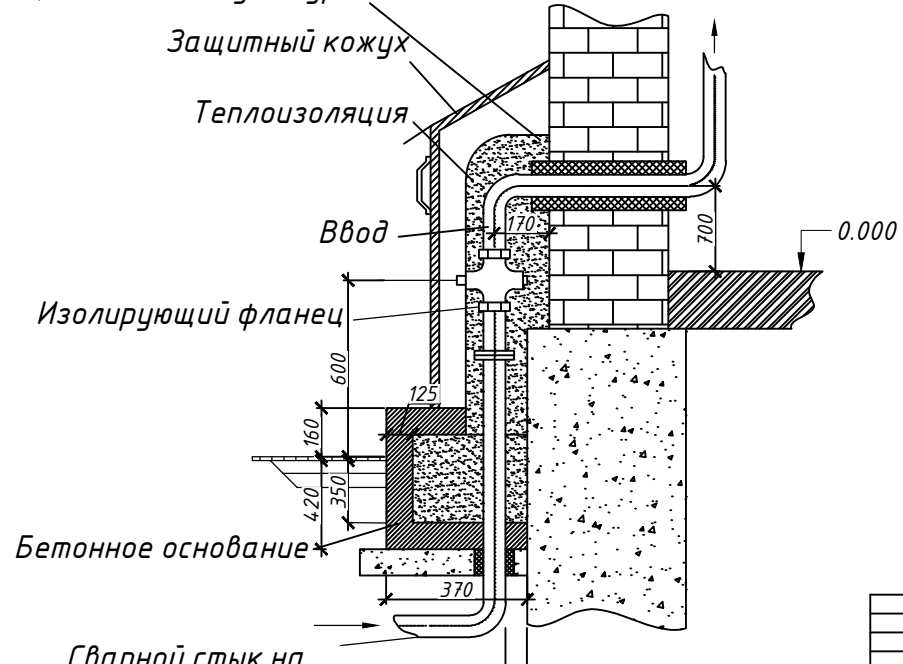 Защитный кожух
Теплоизоляция
Ввод
170
700
0.000
Изолирующий фланец
600
125
160
420
350
Бетонное основание
370
Сварной стык на